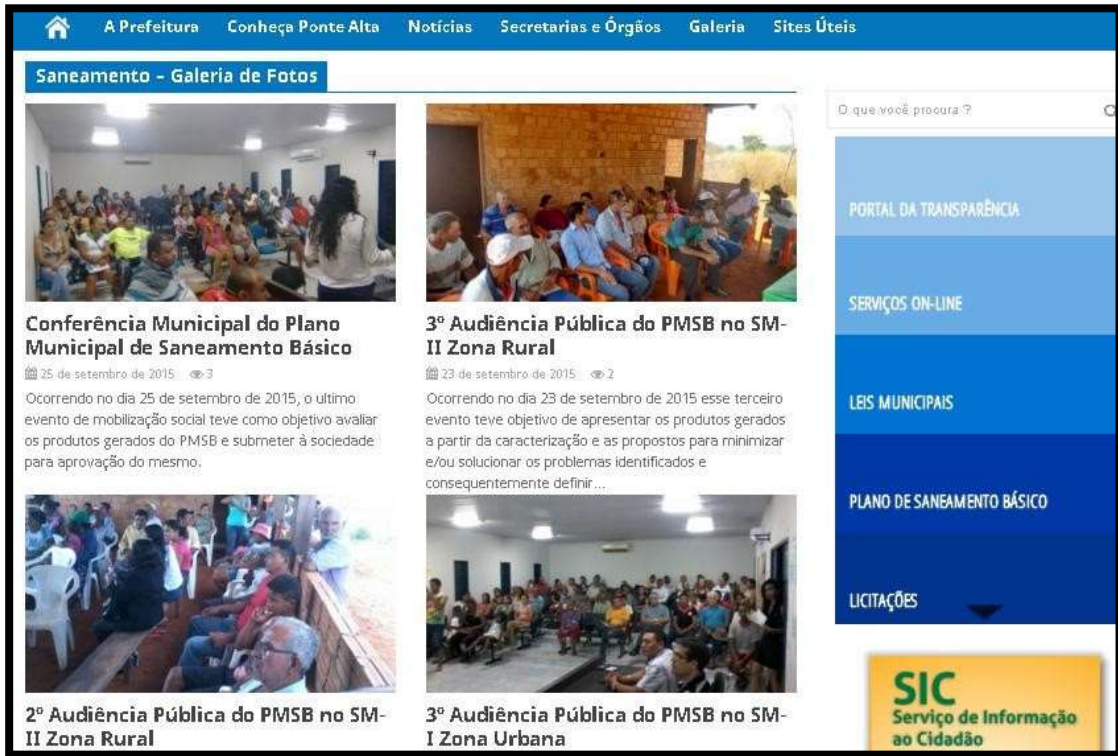 A Prefeitura Conheça Ponte Alta Notícias Secretarias e Órgãos Galeria Sites Úteis
Saneamento – Galeria de Fotos
O que você procura ?
Conferência Municipal do Plano
Municipal de Saneamento Básico
25 de setembro de 2015 3
Ocorrendo no dia 25 de setembro de 2015, o ultimo
evento de mobilização social teve como objetivo avaliar
os produtos gerados do PMSB e submeter à sociedade
para aprovação do mesmo.
3º Audiência Pública do PMSB no SM-
II Zona Rural
23 de setembro de 2015 2
Ocorrendo no dia 23 de setembro de 2015 esse terceiro
evento teve objetivo de apresentar os produtos gerados
a partir da caracterização e as propostos para minimizar
e/ou solucionar os problemas identificados e
consequentemente definir...
2º Audiência Pública do PMSB no SM-
II Zona Rural
3º Audiência Pública do PMSB no SM-
I Zona Urbana
PORTAL DA TRANSPARÊNCIA
SERVIÇOS ON-LINE
LEIS MUNICIPAIS
PLANO DE SANEAMENTO BÁSICO
LICITAÇÕES
SIC
Serviço de Informação
ao Cidadão